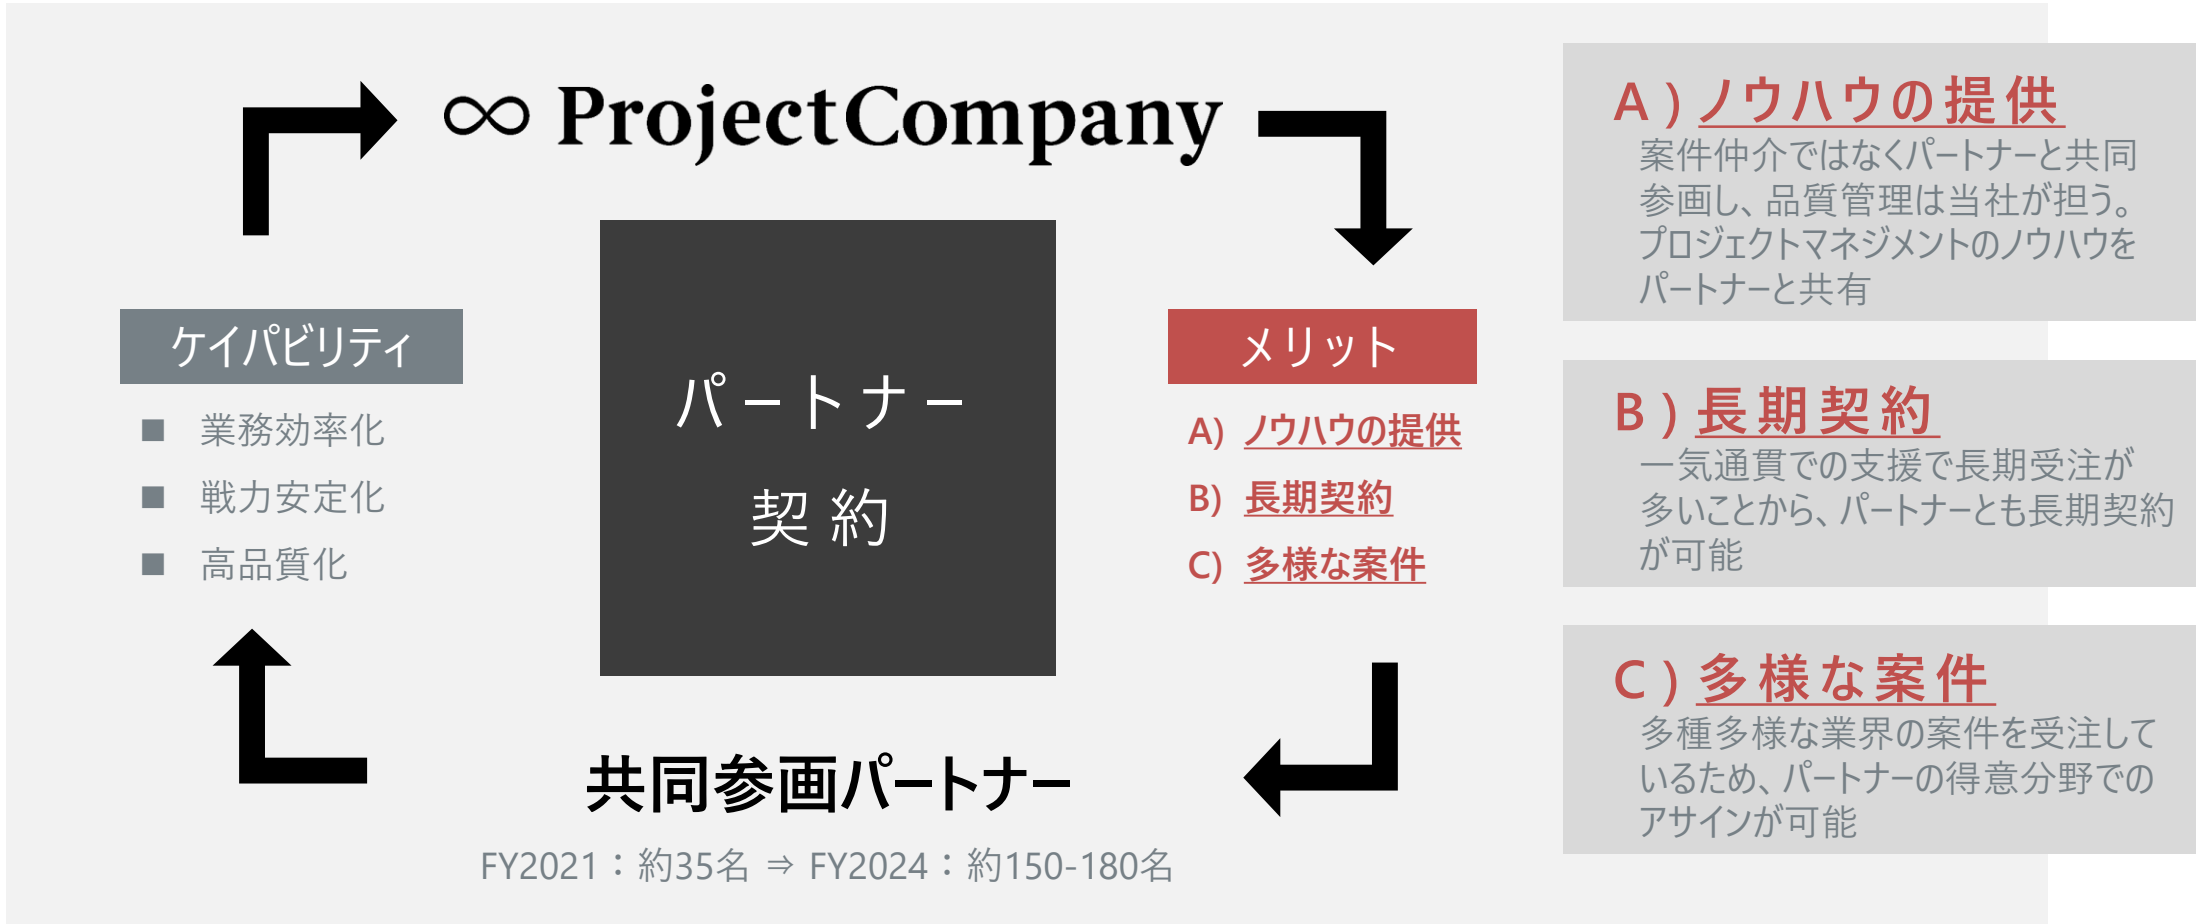 ∞ ProjectCompany
ケイパビリティ
■ 業務効率化
■ 戦力安定化
■ 高品質化
パートナー
契約
メリット
A) ノウハウの提供
B) 長期契約
C) 多様な案件
共同参画パートナー
FY2021：約35名 ⇒ FY2024：約150-180名
A ) ノウハウの提供
案件仲介ではなくパートナーと共同
参画し、品質管理は当社が担う。
プロジェクトマネジメントのノウハウを
パートナーと共有
B ) 長期契約
一気通貫での支援で長期受注が
多いことから、パートナーとも長期契約
が可能
C ) 多様な案件
多種多様な業界の案件を受注して
いるため、パートナーの得意分野での
アサインが可能